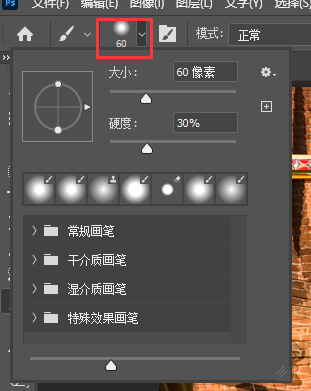 文件(F) 编辑(E) 图像(I) 图层(L) 文字(Y) 选择(S)
Ps
60
模式: 正常
大小: 60 像素
硬度: 30%
常规画笔
干介质画笔
湿介质画笔
特殊效果画笔